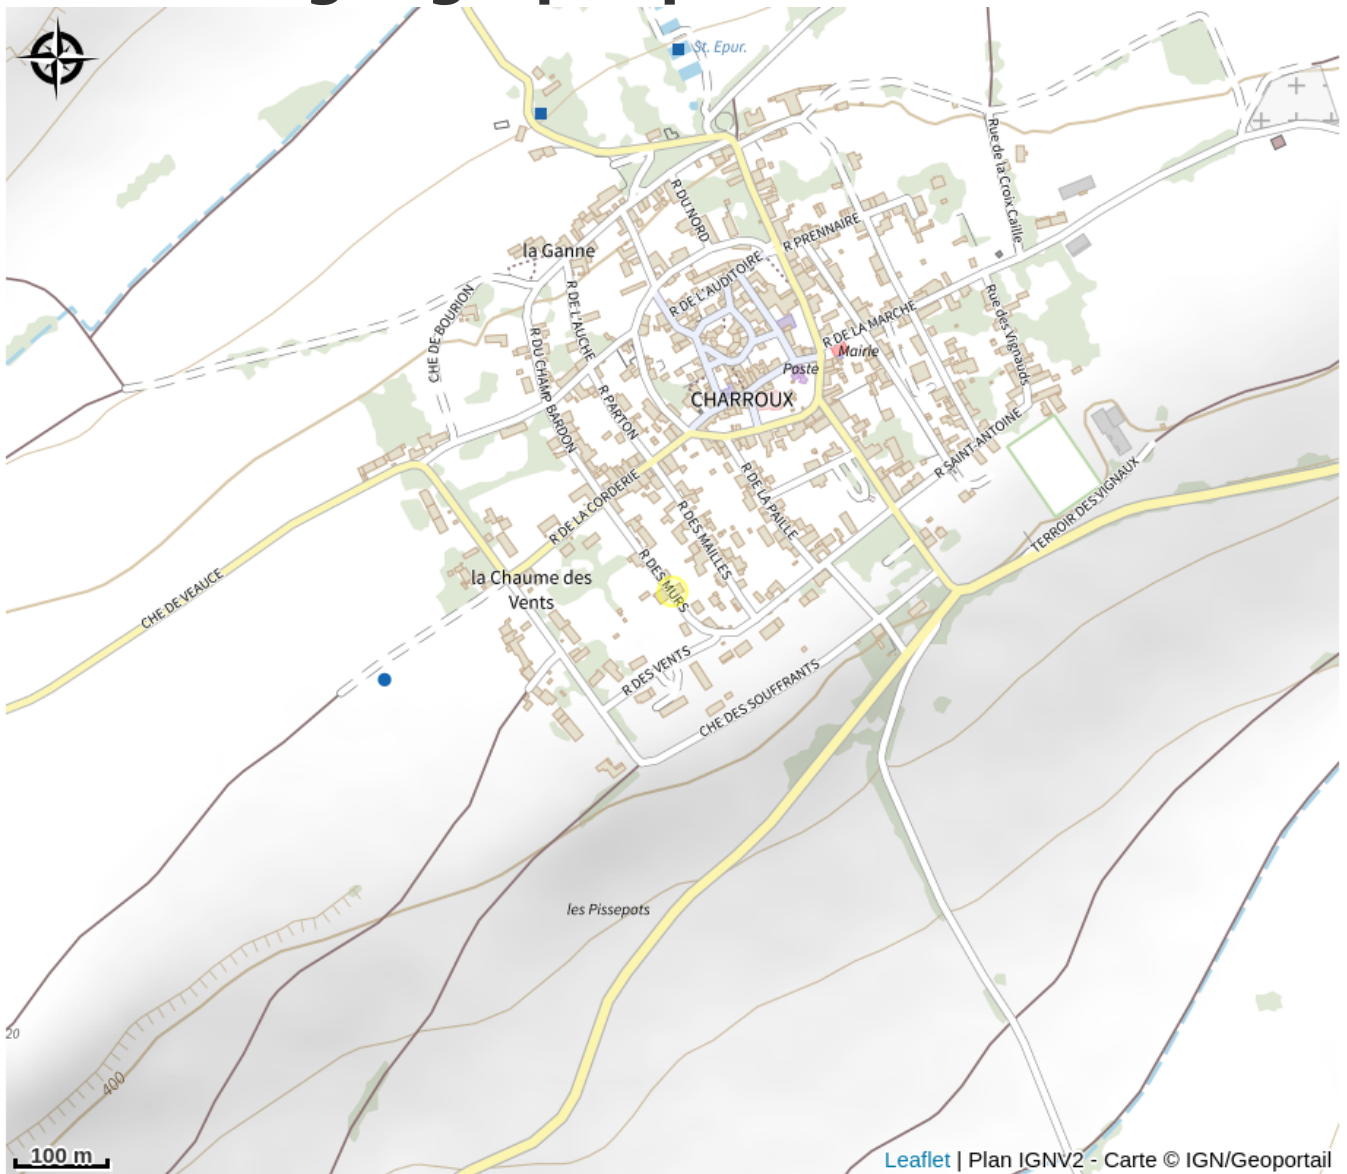 St. Epur.
Rue de la Croix Caille
R DU NORD
R PRENNAIRE
la Ganne
R DE L'AUDITOIRE
R DE L'AUCHE
CHE DE BOURION
Rue des Vignauds
R DE LA MARCHE
Mairie
R DU CHAMP BARDON
Poste
R PARTON
CHARROUX
R SAINT-ANTOINE
R DE LA PAILLE
TERROIR DES VIGNAUX
R DE LA CORDERIE
R DES MAILLES
R DES MURS
la Chaume des
Vents
CHE DE VEAUCE
R DES VENTS
CHE DES SOUFFRANTS
les Pissepots
20
400
100 m
Leaflet | Plan IGNV2 - Carte © IGN/Geoportail